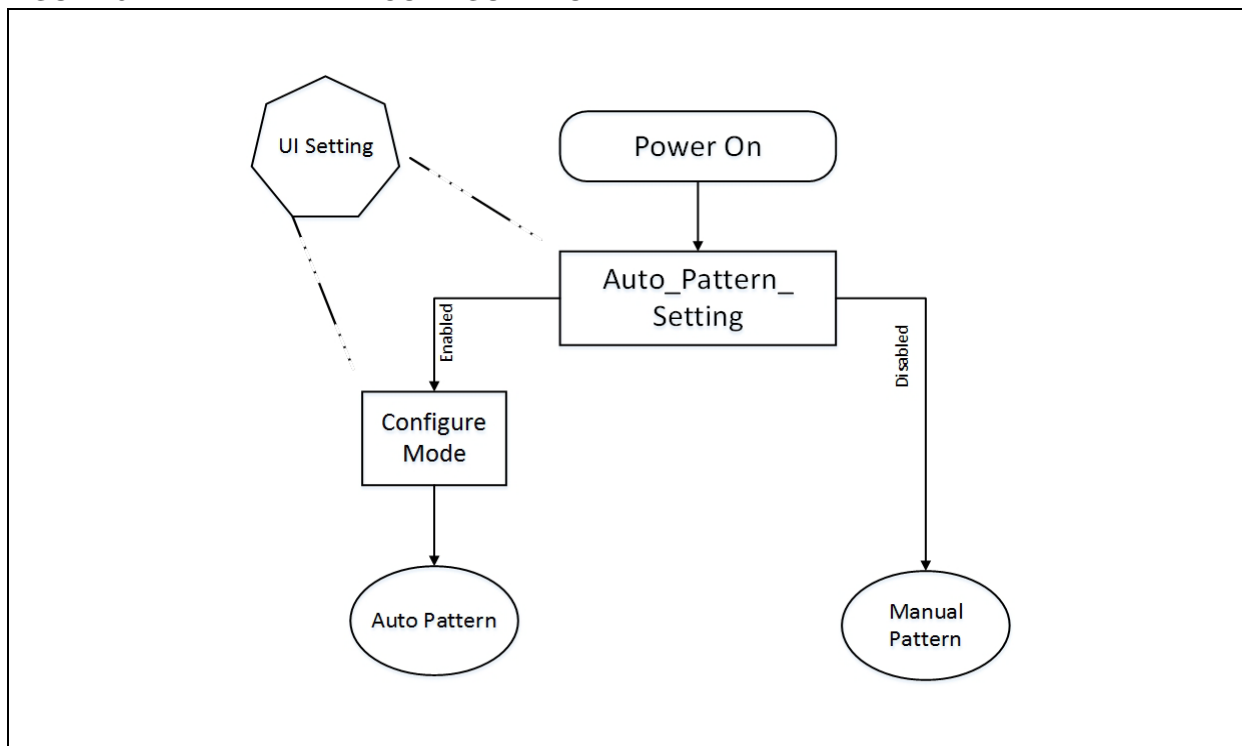 UI Setting
Power On
Auto_Pattern_
Setting
Enabled
Disabled
Configure
Mode
Auto Pattern
Manual
Pattern